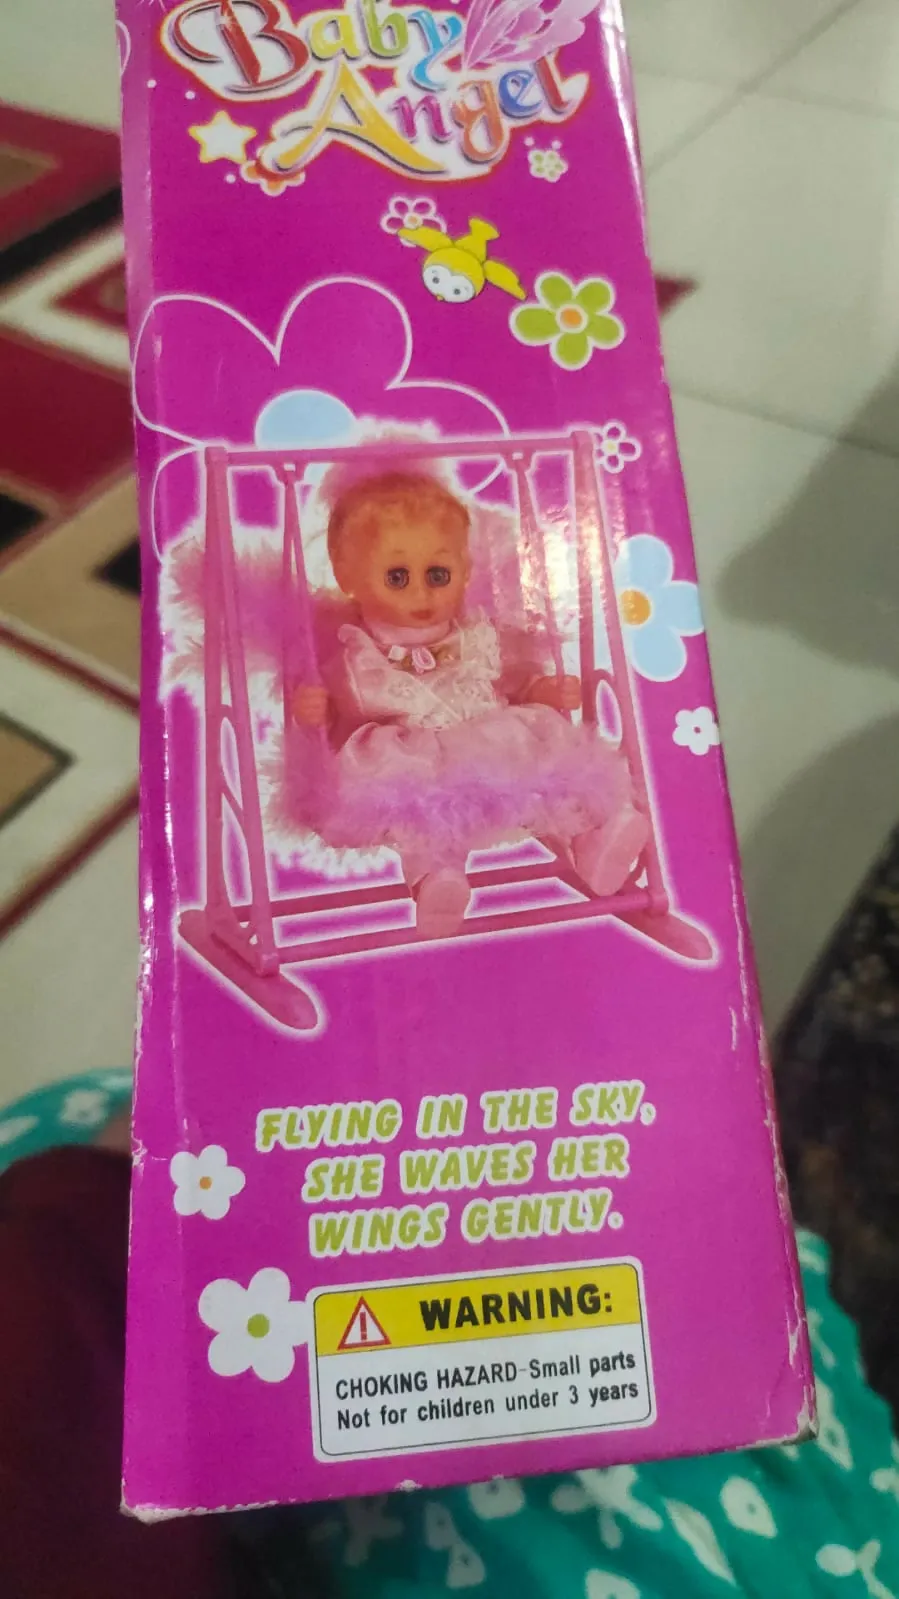 Baby
Angel
FLYING IN THE SKY,
SHE WAVES HER
WINGS GENTLY.
WARNING:
CHOKING HAZARD-Small parts
Not for children under 3 years